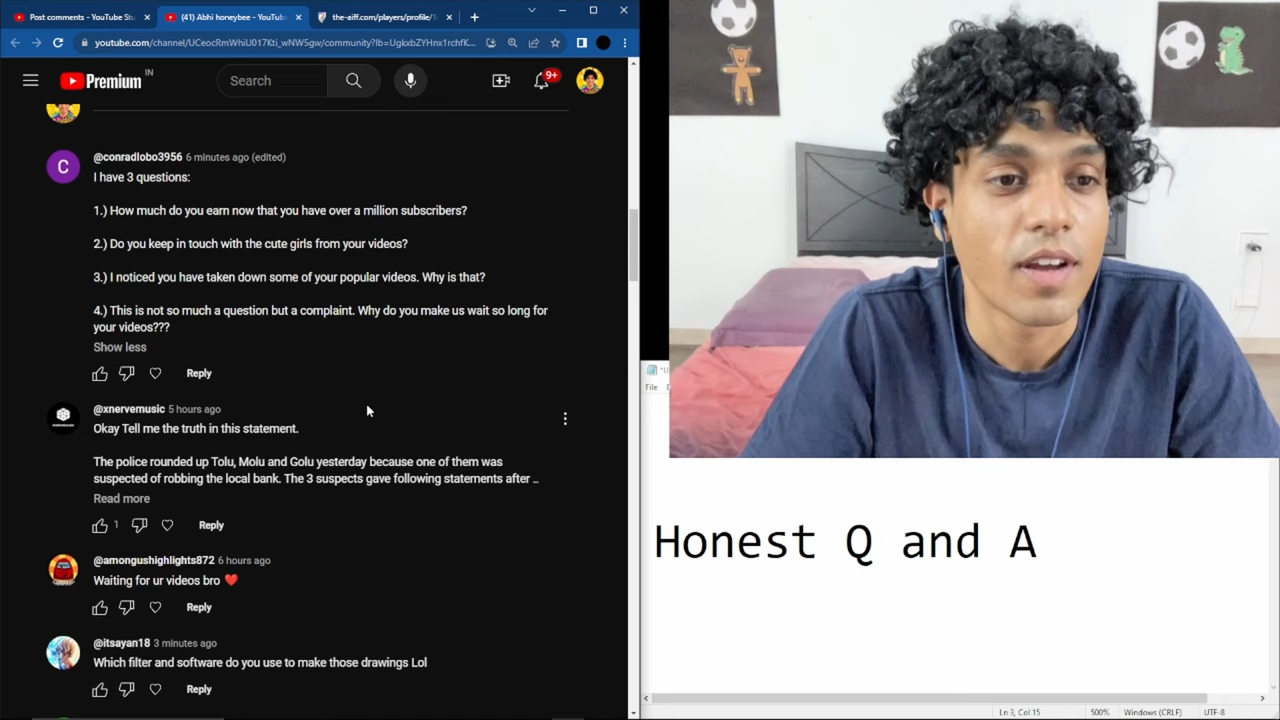 Post comments - YouTube Stu
(41) Abhi honeybee - YouTube
the-aiff.com/players/profile/1
youtube.com/channel/UCeocRmWhiU017Kti_wNW5gw/community?lb=UgkxbZYHnx1rchfK...
Premium IN
Search
9+
@conradlobo3956 6 minutes ago (edited)
C
I have 3 questions:
1.) How much do you earn now that you have over a million subscribers?
2.) Do you keep in touch with the cute girls from your videos?
3.) I noticed you have taken down some of your popular videos. Why is that?
4.) This is not so much a question but a complaint. Why do you make us wait so long for
your videos???
Show less
Reply
@xnervemusic 5 hours ago
Okay Tell me the truth in this statement.
The police rounded up Tolu, Molu and Golu yesterday because one of them was
suspected of robbing the local bank. The 3 suspects gave following statements after ...
Read more
1 Reply
@amongushighlights872 6 hours ago
Waiting for ur videos bro ❤️
Reply
@itsayan18 3 minutes ago
Which filter and software do you use to make those drawings Lol
Reply
File
Honest Q and A
Ln 3, Col 15 500% Windows (CRLF) UTF-8